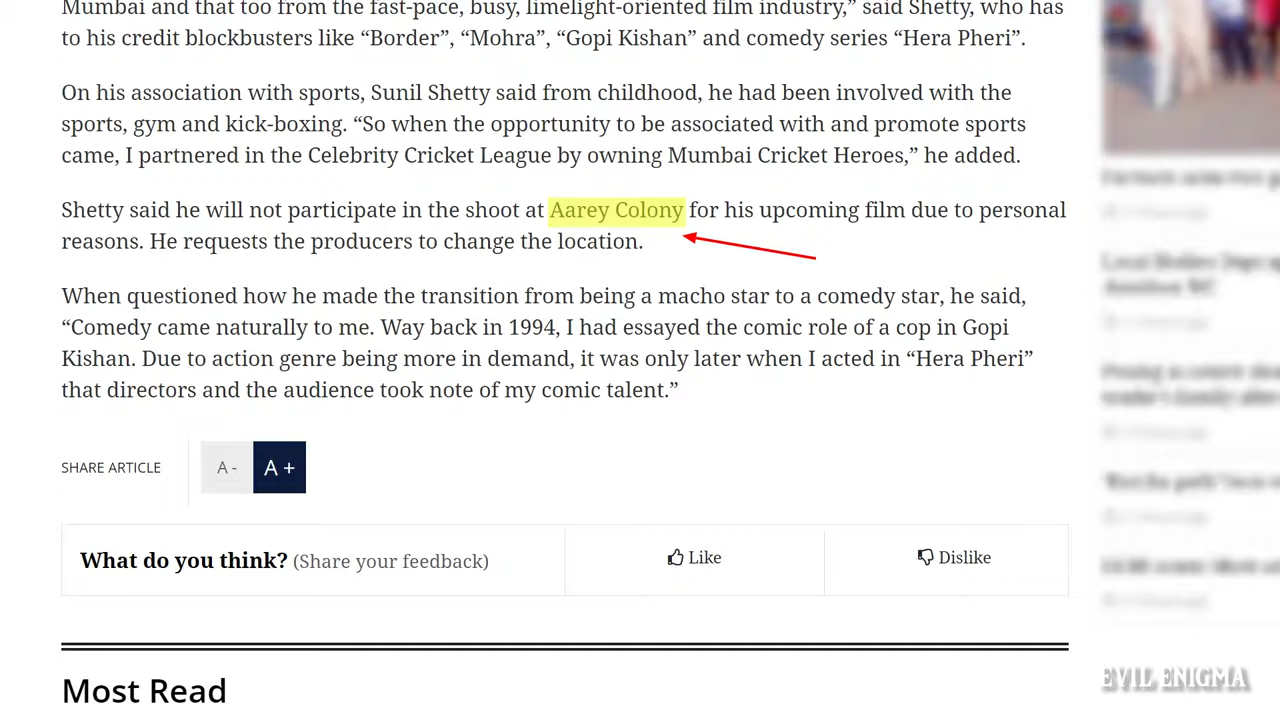 Mumbai and that too from the fast-pace, busy, limelight-oriented film industry,” said Shetty, who has
to his credit blockbusters like “Border”, “Mohra”, “Gopi Kishan” and comedy series “Hera Pheri”.
On his association with sports, Sunil Shetty said from childhood, he had been involved with the
sports, gym and kick-boxing. “So when the opportunity to be associated with and promote sports
came, I partnered in the Celebrity Cricket League by owning Mumbai Cricket Heroes,” he added.
Shetty said he will not participate in the shoot at Aarey Colony for his upcoming film due to personal
reasons. He requests the producers to change the location.
When questioned how he made the transition from being a macho star to a comedy star, he said,
“Comedy came naturally to me. Way back in 1994, I had essayed the comic role of a cop in Gopi
Kishan. Due to action genre being more in demand, it was only later when I acted in “Hera Pheri”
that directors and the audience took note of my comic talent.”
SHARE ARTICLE
A -
A +
What do you think? (Share your feedback)
Like
Dislike
Most Read
EVIL ENIGMA